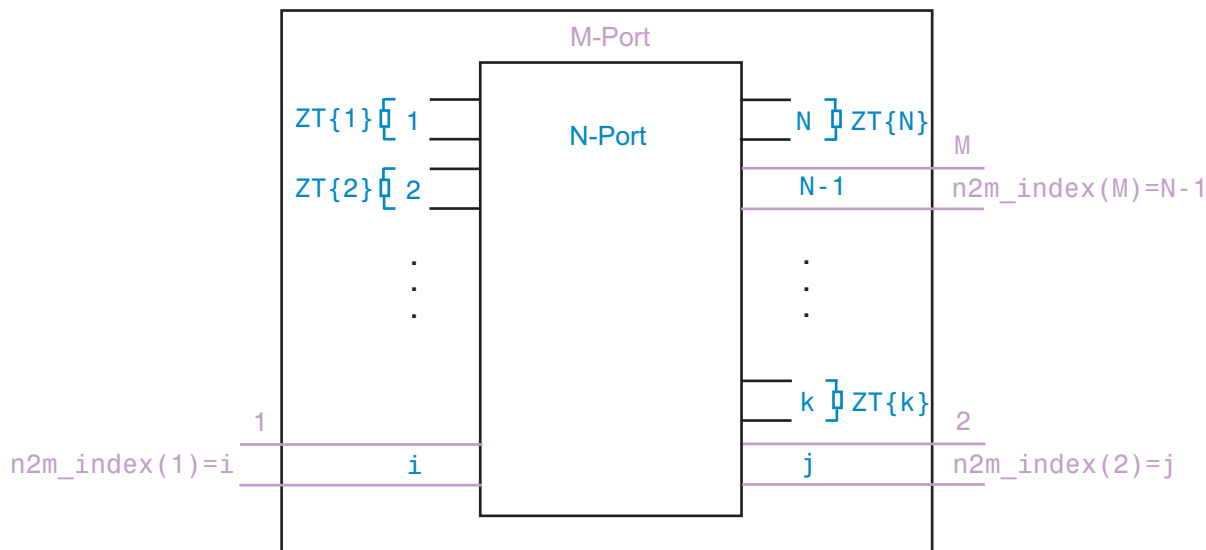 M-Port
ZT{1} 1
N ZT{N}
N-Port
M
ZT{2} 2
N-1
n2m_index(M)=N-1
.
.
.
.
.
.
k ZT{k}
1
2
n2m_index(1)=i
i
j
n2m_index(2)=j